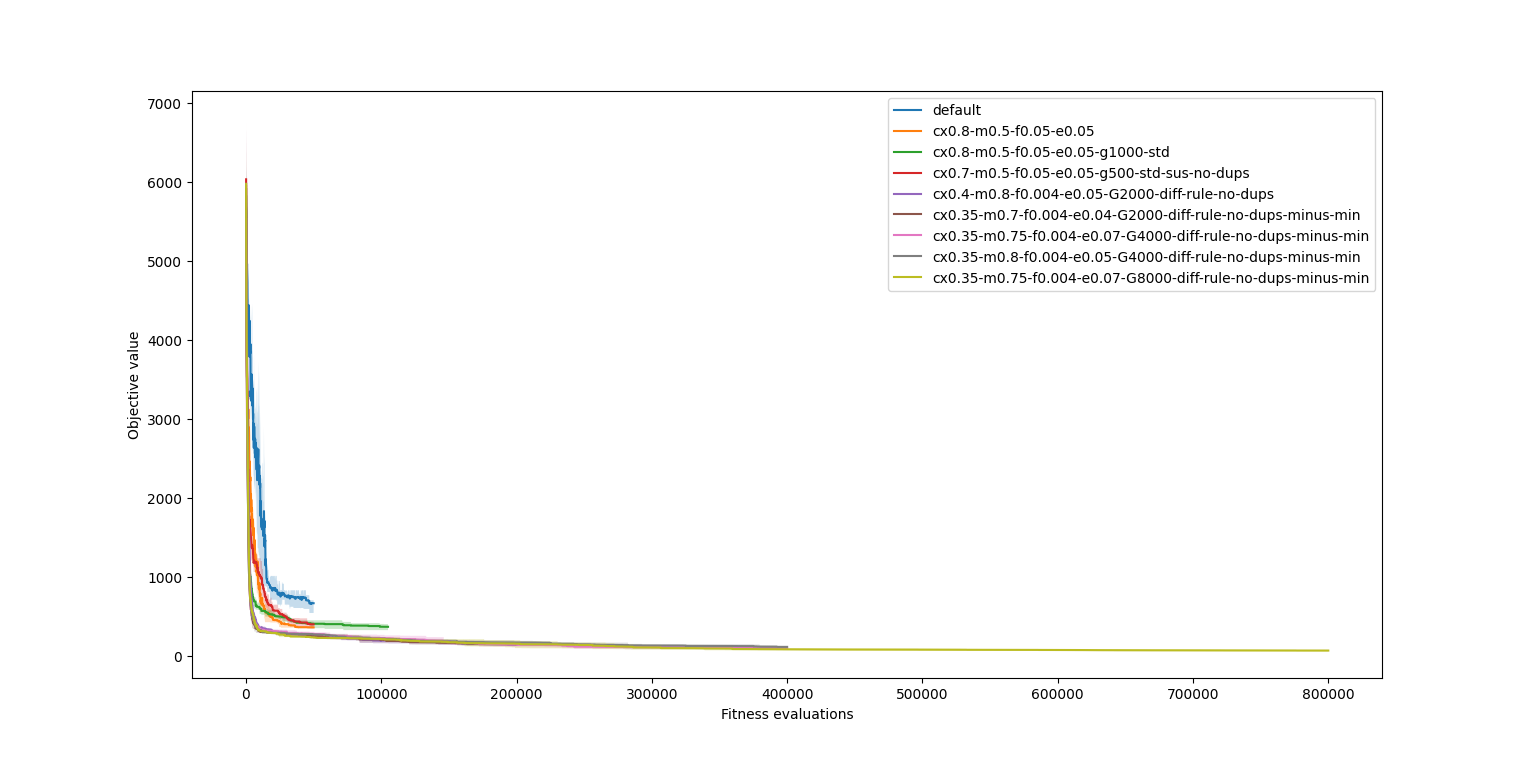 7000
6000
5000
4000
3000
2000
1000
0
Objective value
default
cx0.8-m0.5-f0.05-e0.05
cx0.8-m0.5-f0.05-e0.05-g1000-std
cx0.7-m0.5-f0.05-e0.05-g500-std-sus-no-dups
cx0.4-m0.8-f0.004-e0.05-G2000-diff-rule-no-dups
cx0.35-m0.7-f0.004-e0.04-G2000-diff-rule-no-dups-minus-min
cx0.35-m0.75-f0.004-e0.07-G4000-diff-rule-no-dups-minus-min
cx0.35-m0.8-f0.004-e0.05-G4000-diff-rule-no-dups-minus-min
cx0.35-m0.75-f0.004-e0.07-G8000-diff-rule-no-dups-minus-min
0 100000 200000 300000 400000 500000 600000 700000 800000
Fitness evaluations